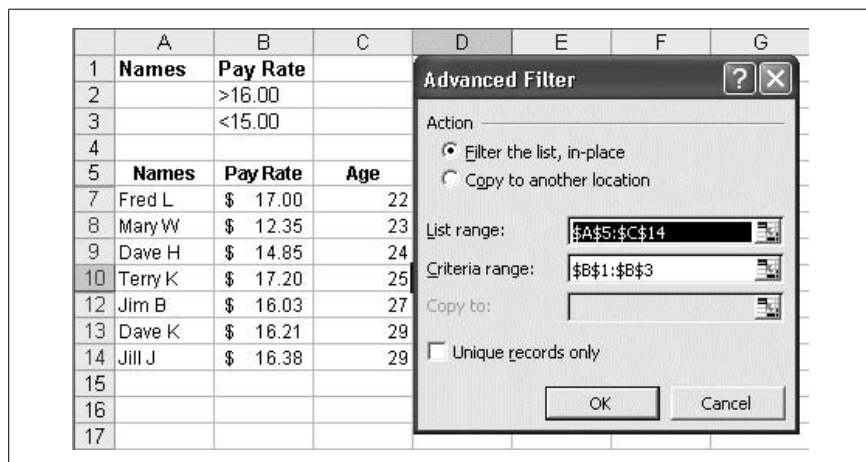 A B C D E F G
1 Names Pay Rate
2 >16.00
3 <15.00
4
5 Names Pay Rate Age
7 Fred L $ 17.00 22
8 Mary W $ 12.35 23
9 Dave H $ 14.85 24
10 Terry K $ 17.20 25
12 Jim B $ 16.03 27
13 Dave K $ 16.21 29
14 Jill J $ 16.38 29
15
16
17
Advanced Filter
Action
Filter the list, in-place
Copy to another location
List range: $A$5:$C$14
Criteria range: $B$1:$B$3
Copy to:
Unique records only
OK Cancel